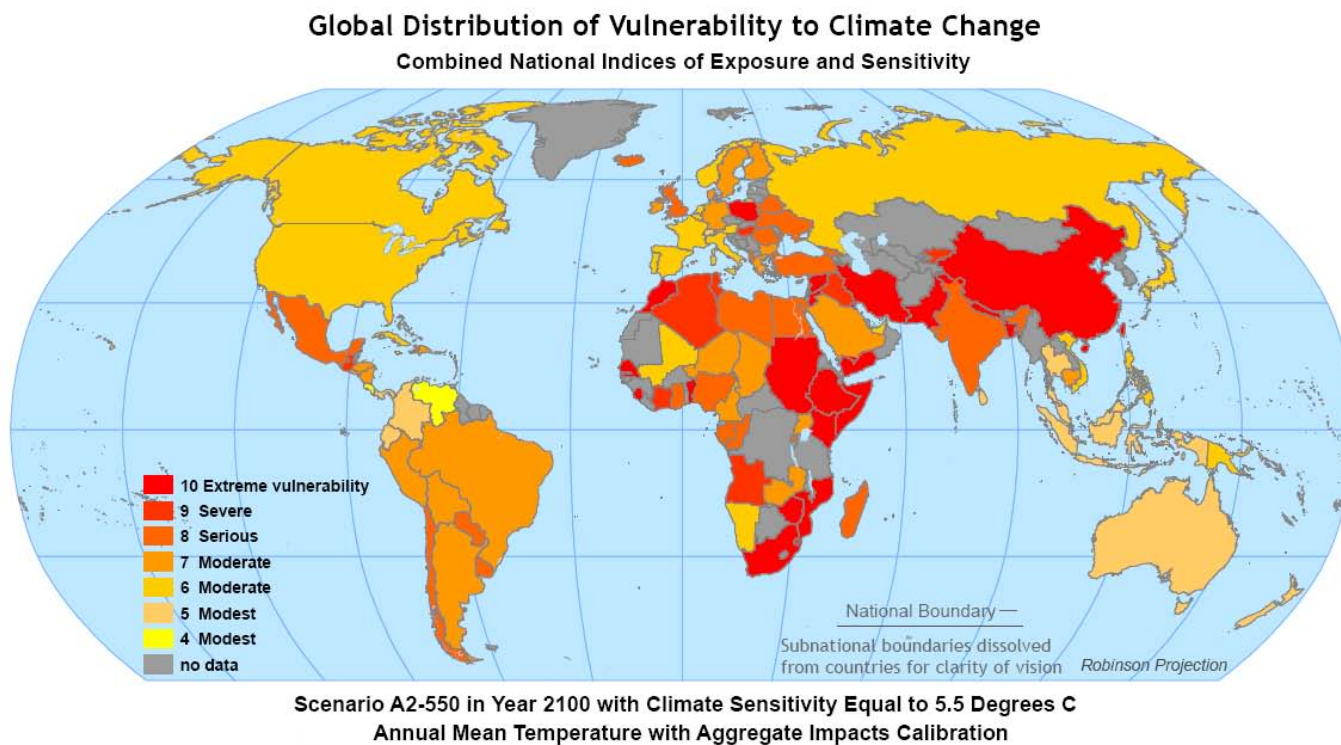 Global Distribution of Vulnerability to Climate Change
Combined National Indices of Exposure and Sensitivity
10 Extreme vulnerability
9 Severe
8 Serious
7 Moderate
6 Moderate
5 Modest
4 Modest
no data
National Boundary —
Subnational boundaries dissolved
from countries for clarity of vision
Robinson Projection
Scenario A2-550 in Year 2100 with Climate Sensitivity Equal to 5.5 Degrees C
Annual Mean Temperature with Aggregate Impacts Calibration